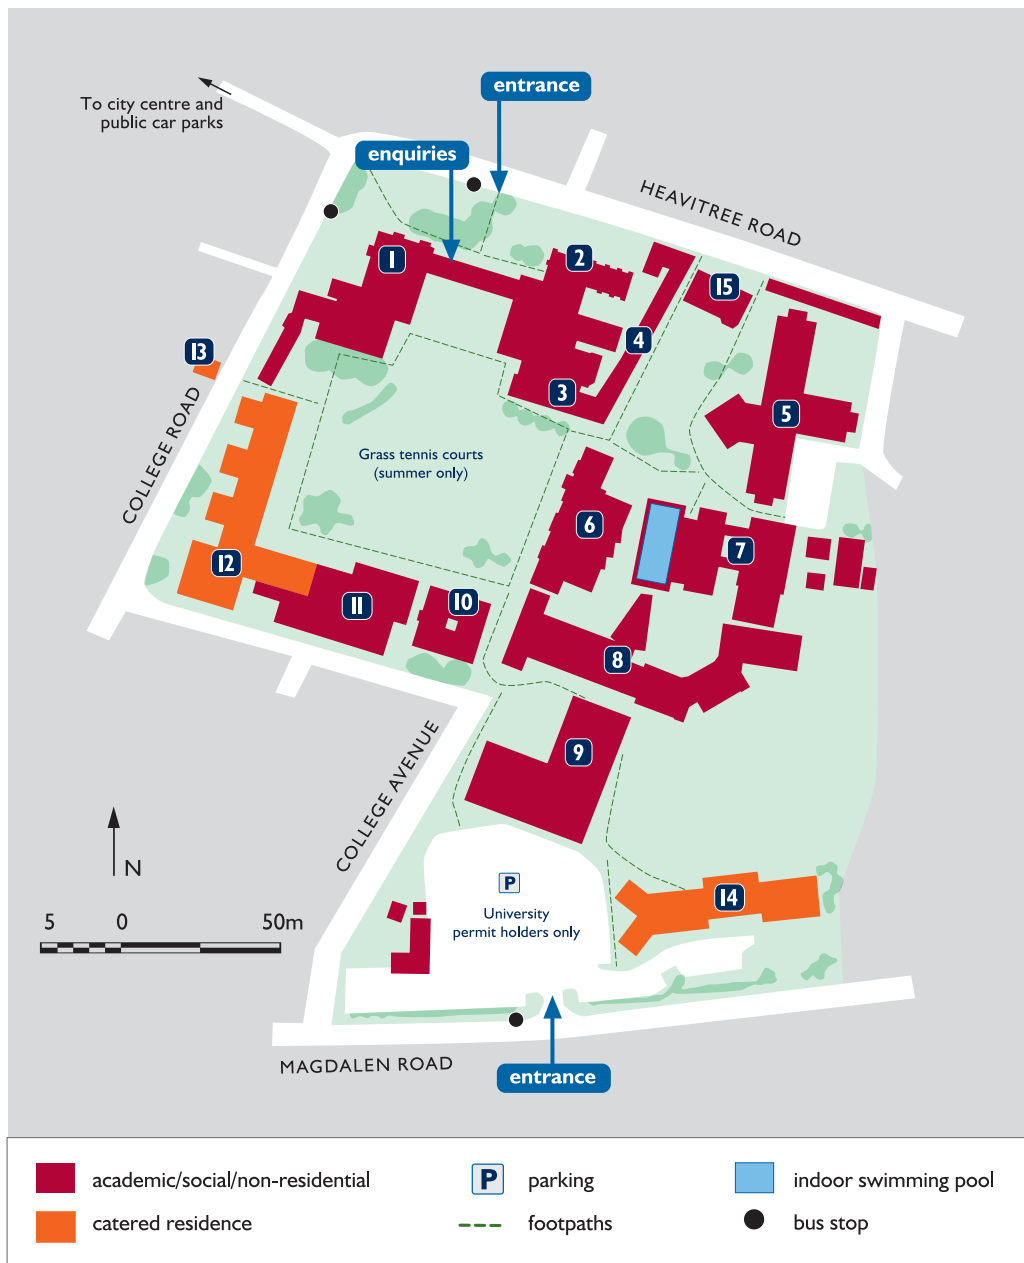 entrance
To city centre and
public car parks
enquiries
HEAVITREE ROAD
1
2
15
4
13
3
5
COLLEGE ROAD
Grass tennis courts
(summer only)
6
7
12
11
10
8
9
COLLEGE AVENUE
N
14
P
5 0 50m
University
permit holders only
MAGDALEN ROAD
entrance
academic/social/non-residential
P parking
indoor swimming pool
catered residence
footpaths
bus stop